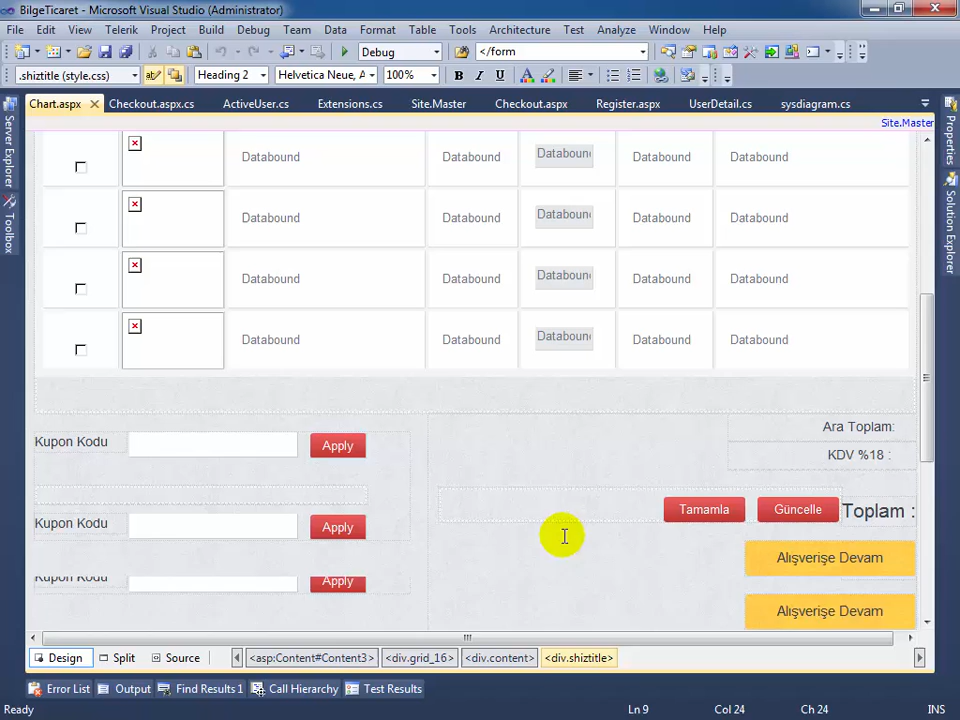 BilgeTicaret - Microsoft Visual Studio (Administrator)
File Edit View Telerik Project Build Debug Team Data Format Table Tools Architecture Test Analyze Window Help
Debug </form
.shiztitle (style.css) Heading 2 Helvetica Neue, A 100% B I U A
Chart.aspx Checkout.aspx.cs ActiveUser.cs Extensions.cs Site.Master Checkout.aspx Register.aspx UserDetail.cs sysdiagram.cs
Site.Master
Server Explorer
Toolbox
Properties
Solution Explorer
Databound Databound Databound Databound Databound
Databound Databound Databound Databound Databound
Databound Databound Databound Databound Databound
Databound Databound Databound Databound Databound
Ara Toplam:
Kupon Kodu Apply
KDV %18 :
Tamamla Güncelle Toplam :
Kupon Kodu Apply
Alışverişe Devam
Kupon Kodu Apply
Alışverişe Devam
Design Split Source <asp:Content#Content3> <div.grid_16> <div.content> <div.shiztitle>
Error List Output Find Results 1 Call Hierarchy Test Results
Ready Ln 9 Col 24 Ch 24 INS